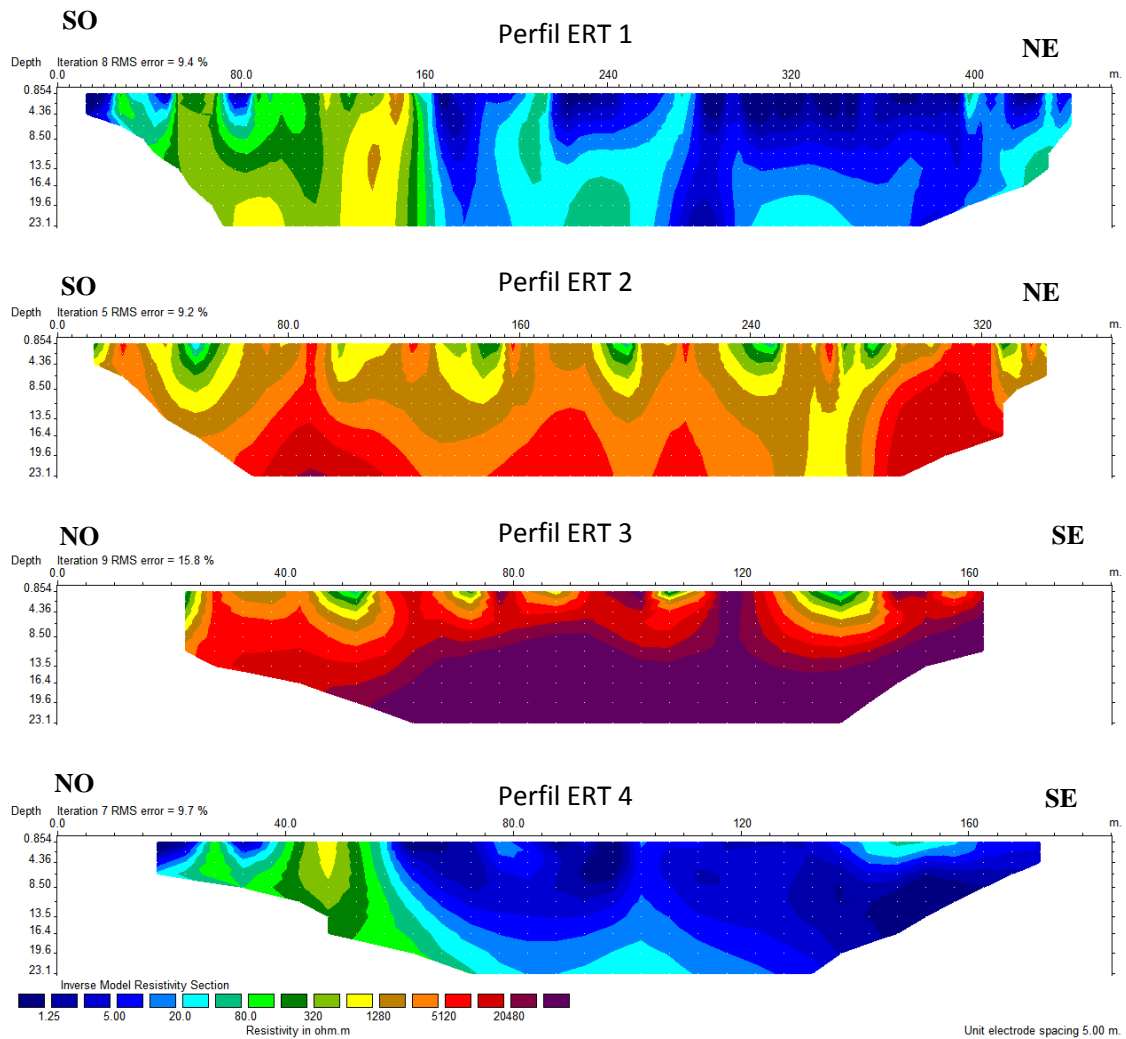 SO
Perfil ERT 1
NE
Depth Iteration 8 RMS error = 9.4 %
0.0 80.0 160 240 320 400 m.
0.854
4.36
8.50
13.5
16.4
19.6
23.1
SO
Perfil ERT 2
NE
Depth Iteration 5 RMS error = 9.2 %
0.0 80.0 160 240 320 m.
0.854
4.36
8.50
13.5
16.4
19.6
23.1
NO
Perfil ERT 3
SE
Depth Iteration 9 RMS error = 15.8 %
0.0 40.0 80.0 120 160 m.
0.854
4.36
8.50
13.5
16.4
19.6
23.1
NO
Perfil ERT 4
SE
Depth Iteration 7 RMS error = 9.7 %
0.0 40.0 80.0 120 160 m.
0.854
4.36
8.50
13.5
16.4
19.6
23.1
Inverse Model Resistivity Section
1.25 5.00 20.0 80.0 320 1280 5120 20480
Resistivity in ohm.m
Unit electrode spacing 5.00 m.